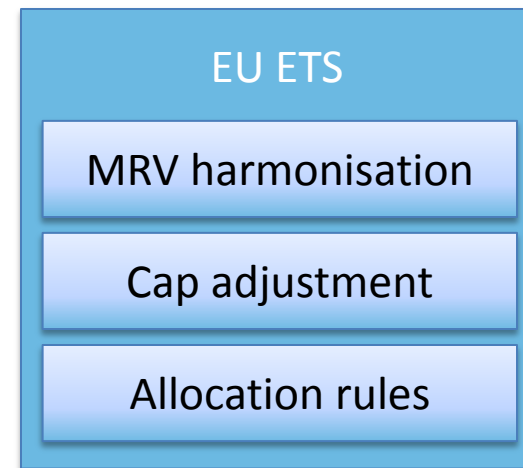 EU ETS
MRV harmonisation
Cap adjustment
Allocation rules